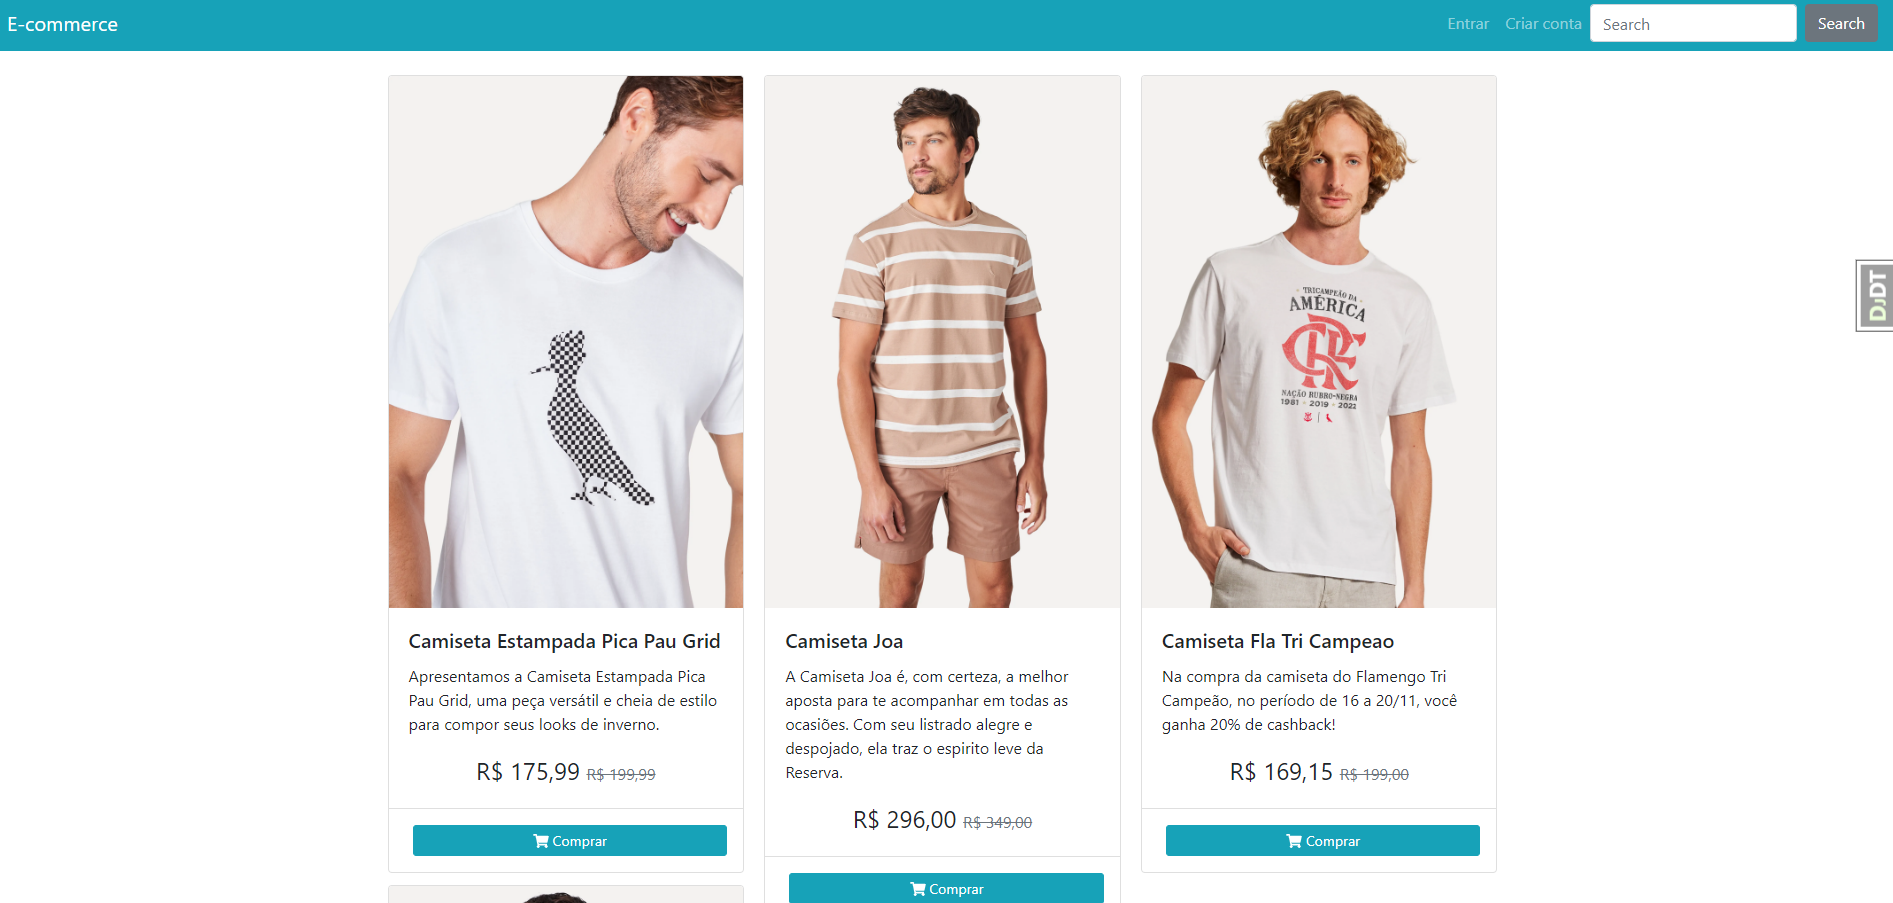 E-commerce
Entrar Criar conta Search Search
DjDT
TRICAMPEÃO DA
AMÉRICA
CRF
NAÇÃO RUBRO-NEGRA
1981 • 2019 • 2022
Camiseta Estampada Pica Pau Grid
Apresentamos a Camiseta Estampada Pica
Pau Grid, uma peça versátil e cheia de estilo
para compor seus looks de inverno.
R$ 175,99 R$ 199,99
Comprar
Camiseta Joa
A Camiseta Joa é, com certeza, a melhor
aposta para te acompanhar em todas as
ocasiões. Com seu listrado alegre e
despojado, ela traz o espirito leve da
Reserva.
R$ 296,00 R$ 349,00
Comprar
Camiseta Fla Tri Campeao
Na compra da camiseta do Flamengo Tri
Campeão, no período de 16 a 20/11, você
ganha 20% de cashback!
R$ 169,15 R$ 199,00
Comprar